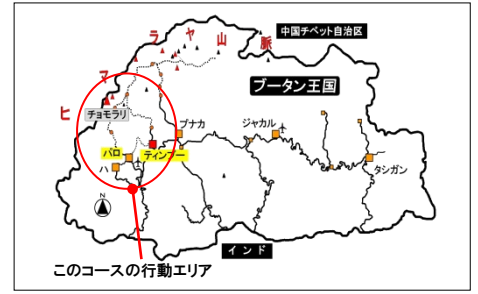 ヒマラヤ山脈
中国チベット自治区
ブータン王国
チョモラリ
プナカ
ジャカル
パロ
ティンプー
ハ
タシガン
N
インド
このコースの行動エリア